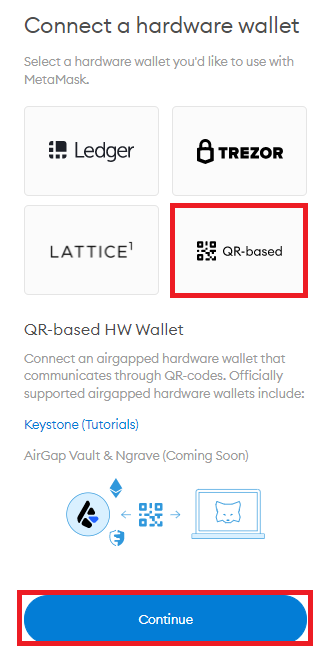 Connect a hardware wallet
Select a hardware wallet you'd like to use with
MetaMask.
Ledger
TREZOR
LATTICE1
QR-based
QR-based HW Wallet
Connect an airgapped hardware wallet that
communicates through QR-codes. Officially
supported airgapped hardware wallets include:
Keystone (Tutorials)
AirGap Vault & Ngrave (Coming Soon)
Continue